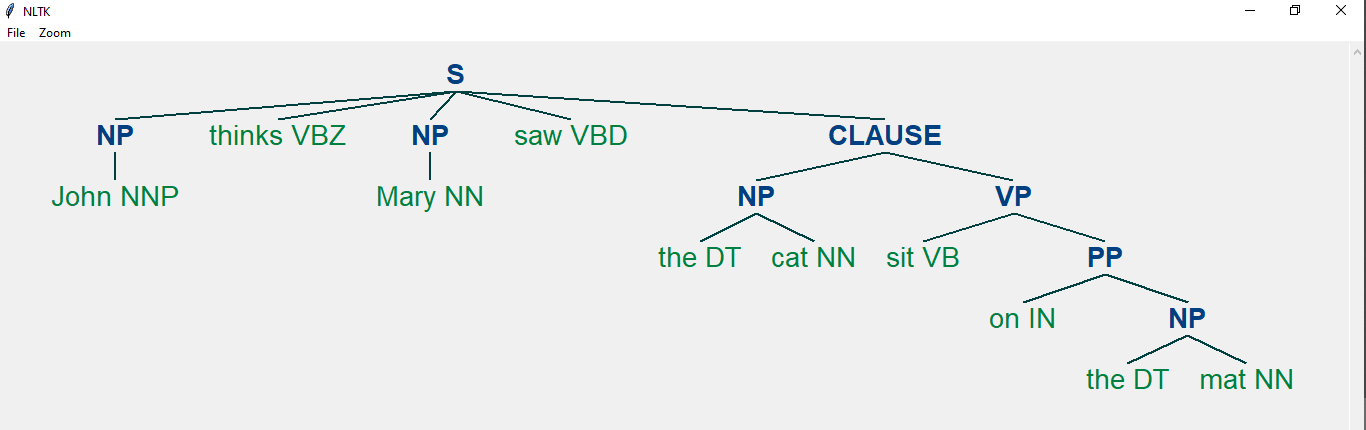 NLTK
File Zoom
S
NP thinks VBZ NP saw VBD CLAUSE
John NNP Mary NN NP VP
the DT cat NN sit VB PP
on IN NP
the DT mat NN